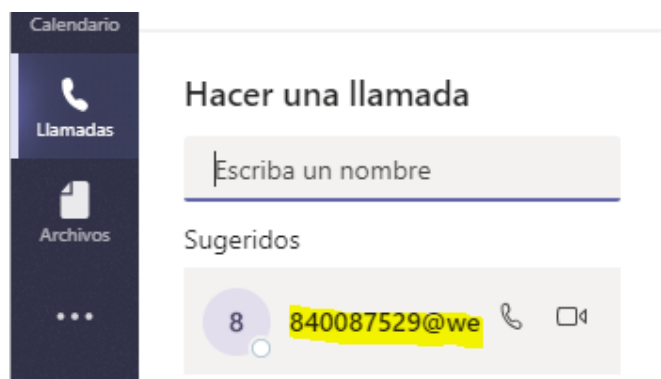 Calendario
Llamadas
Archivos
Hacer una llamada
Escriba un nombre
Sugeridos
8
840087529@we